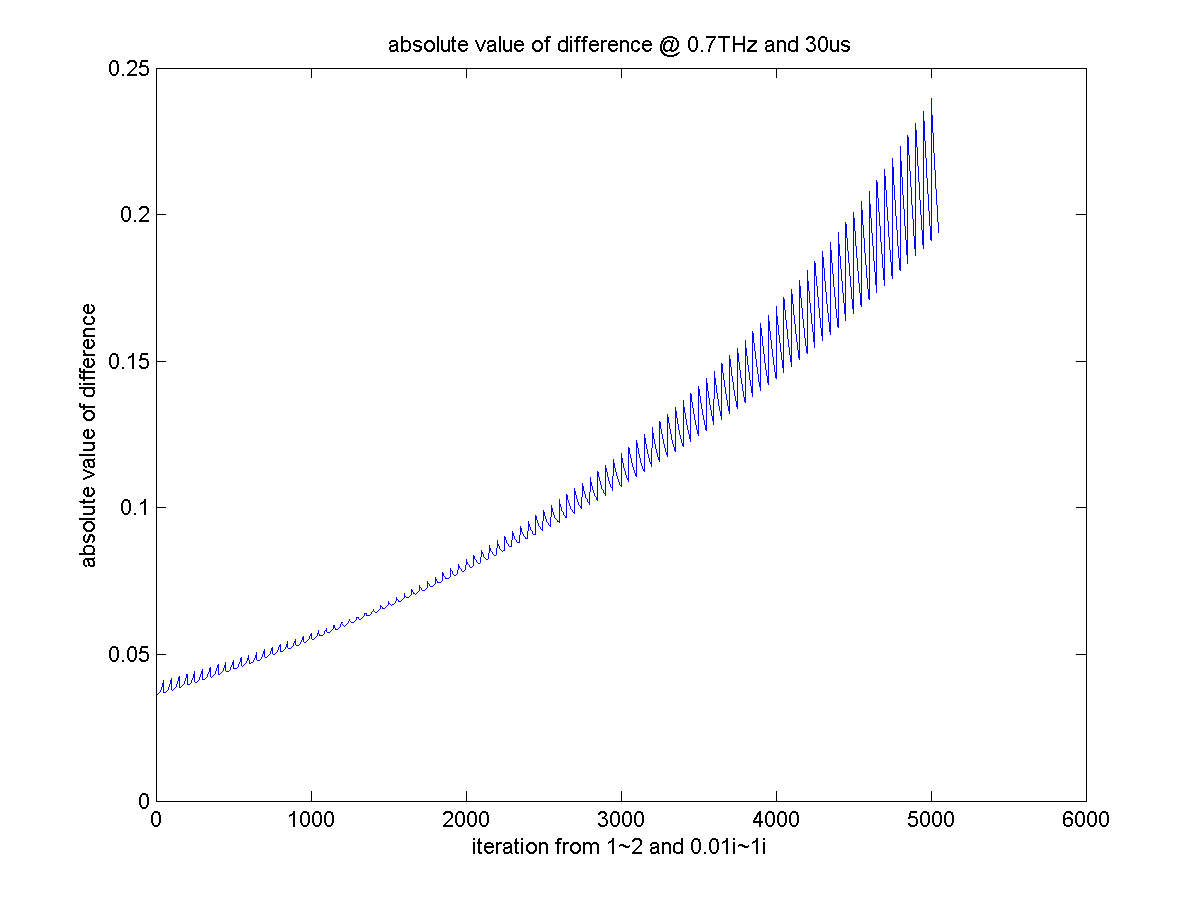 absolute value of difference @ 0.7THz and 30us
0.25
0.2
0.15
0.1
0.05
0
absolute value of difference
0 1000 2000 3000 4000 5000 6000
iteration from 1~2 and 0.01i~1i